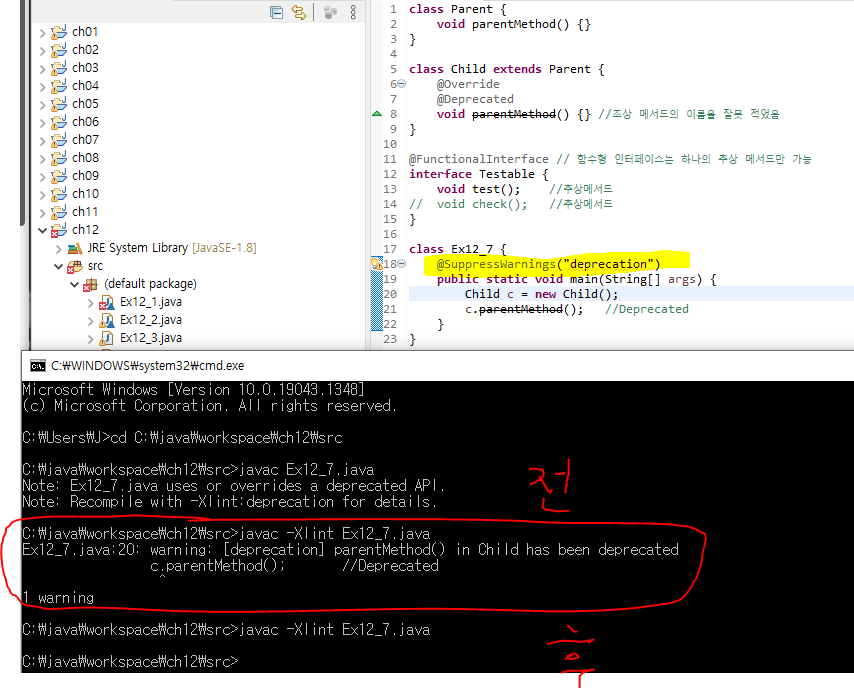 ch01
ch02
ch03
ch04
ch05
ch06
ch07
ch08
ch09
ch10
ch11
ch12
JRE System Library [JavaSE-1.8]
src
(default package)
Ex12_1.java
Ex12_2.java
Ex12_3.java
1 class Parent {
2 void parentMethod() {}
3 }
4
5 class Child extends Parent {
6 @Override
7 @Deprecated
8 void parentMethod() {} //조상 메서드의 이름을 잘못 적었음
9 }
10
11 @FunctionalInterface // 함수형 인터페이스는 하나의 추상 메서드만 가능
12 interface Testable {
13 void test(); //추상메서드
14 // void check(); //추상메서드
15 }
16
17 class Ex12_7 {
18 @SuppressWarnings("deprecation")
19 public static void main(String[] args) {
20 Child c = new Child();
21 c.parentMethod(); //Deprecated
22 }
23 }
C:\WINDOWS\system32\cmd.exe
Microsoft Windows [Version 10.0.19043.1348]
(c) Microsoft Corporation. All rights reserved.
C:₩Users₩J>cd C:₩java₩workspace₩ch12₩src
C:₩java₩workspace₩ch12₩src>javac Ex12_7.java
Note: Ex12_7.java uses or overrides a deprecated API.
Note: Recompile with -Xlint:deprecation for details.
전
C:₩java₩workspace₩ch12₩src>javac -Xlint Ex12_7.java
Ex12_7.java:20: warning: [deprecation] parentMethod() in Child has been deprecated
c.parentMethod(); //Deprecated
^
1 warning
C:₩java₩workspace₩ch12₩src>javac -Xlint Ex12_7.java
후
C:₩java₩workspace₩ch12₩src>